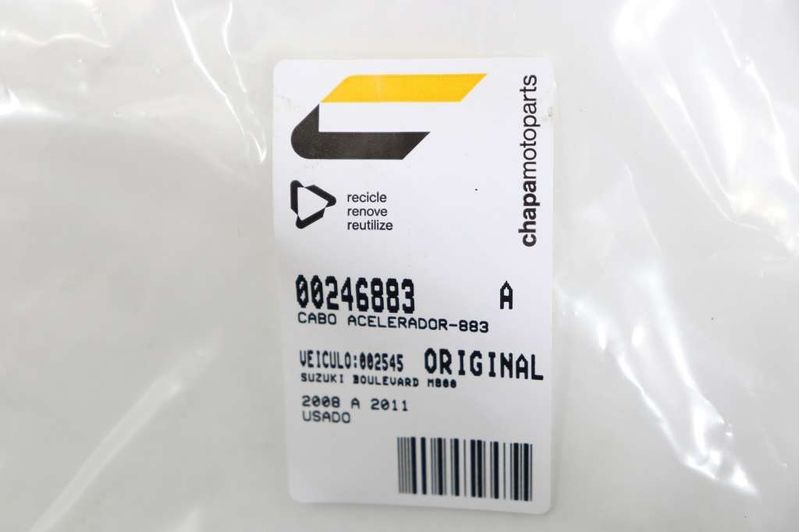 chapamotoparts
recicle
renove
reutilize
00246883 A
CABO ACELERADOR-883
VEICULO:002545 ORIGINAL
SUZUKI BOULEVARD M800
2008 A 2011
USADO